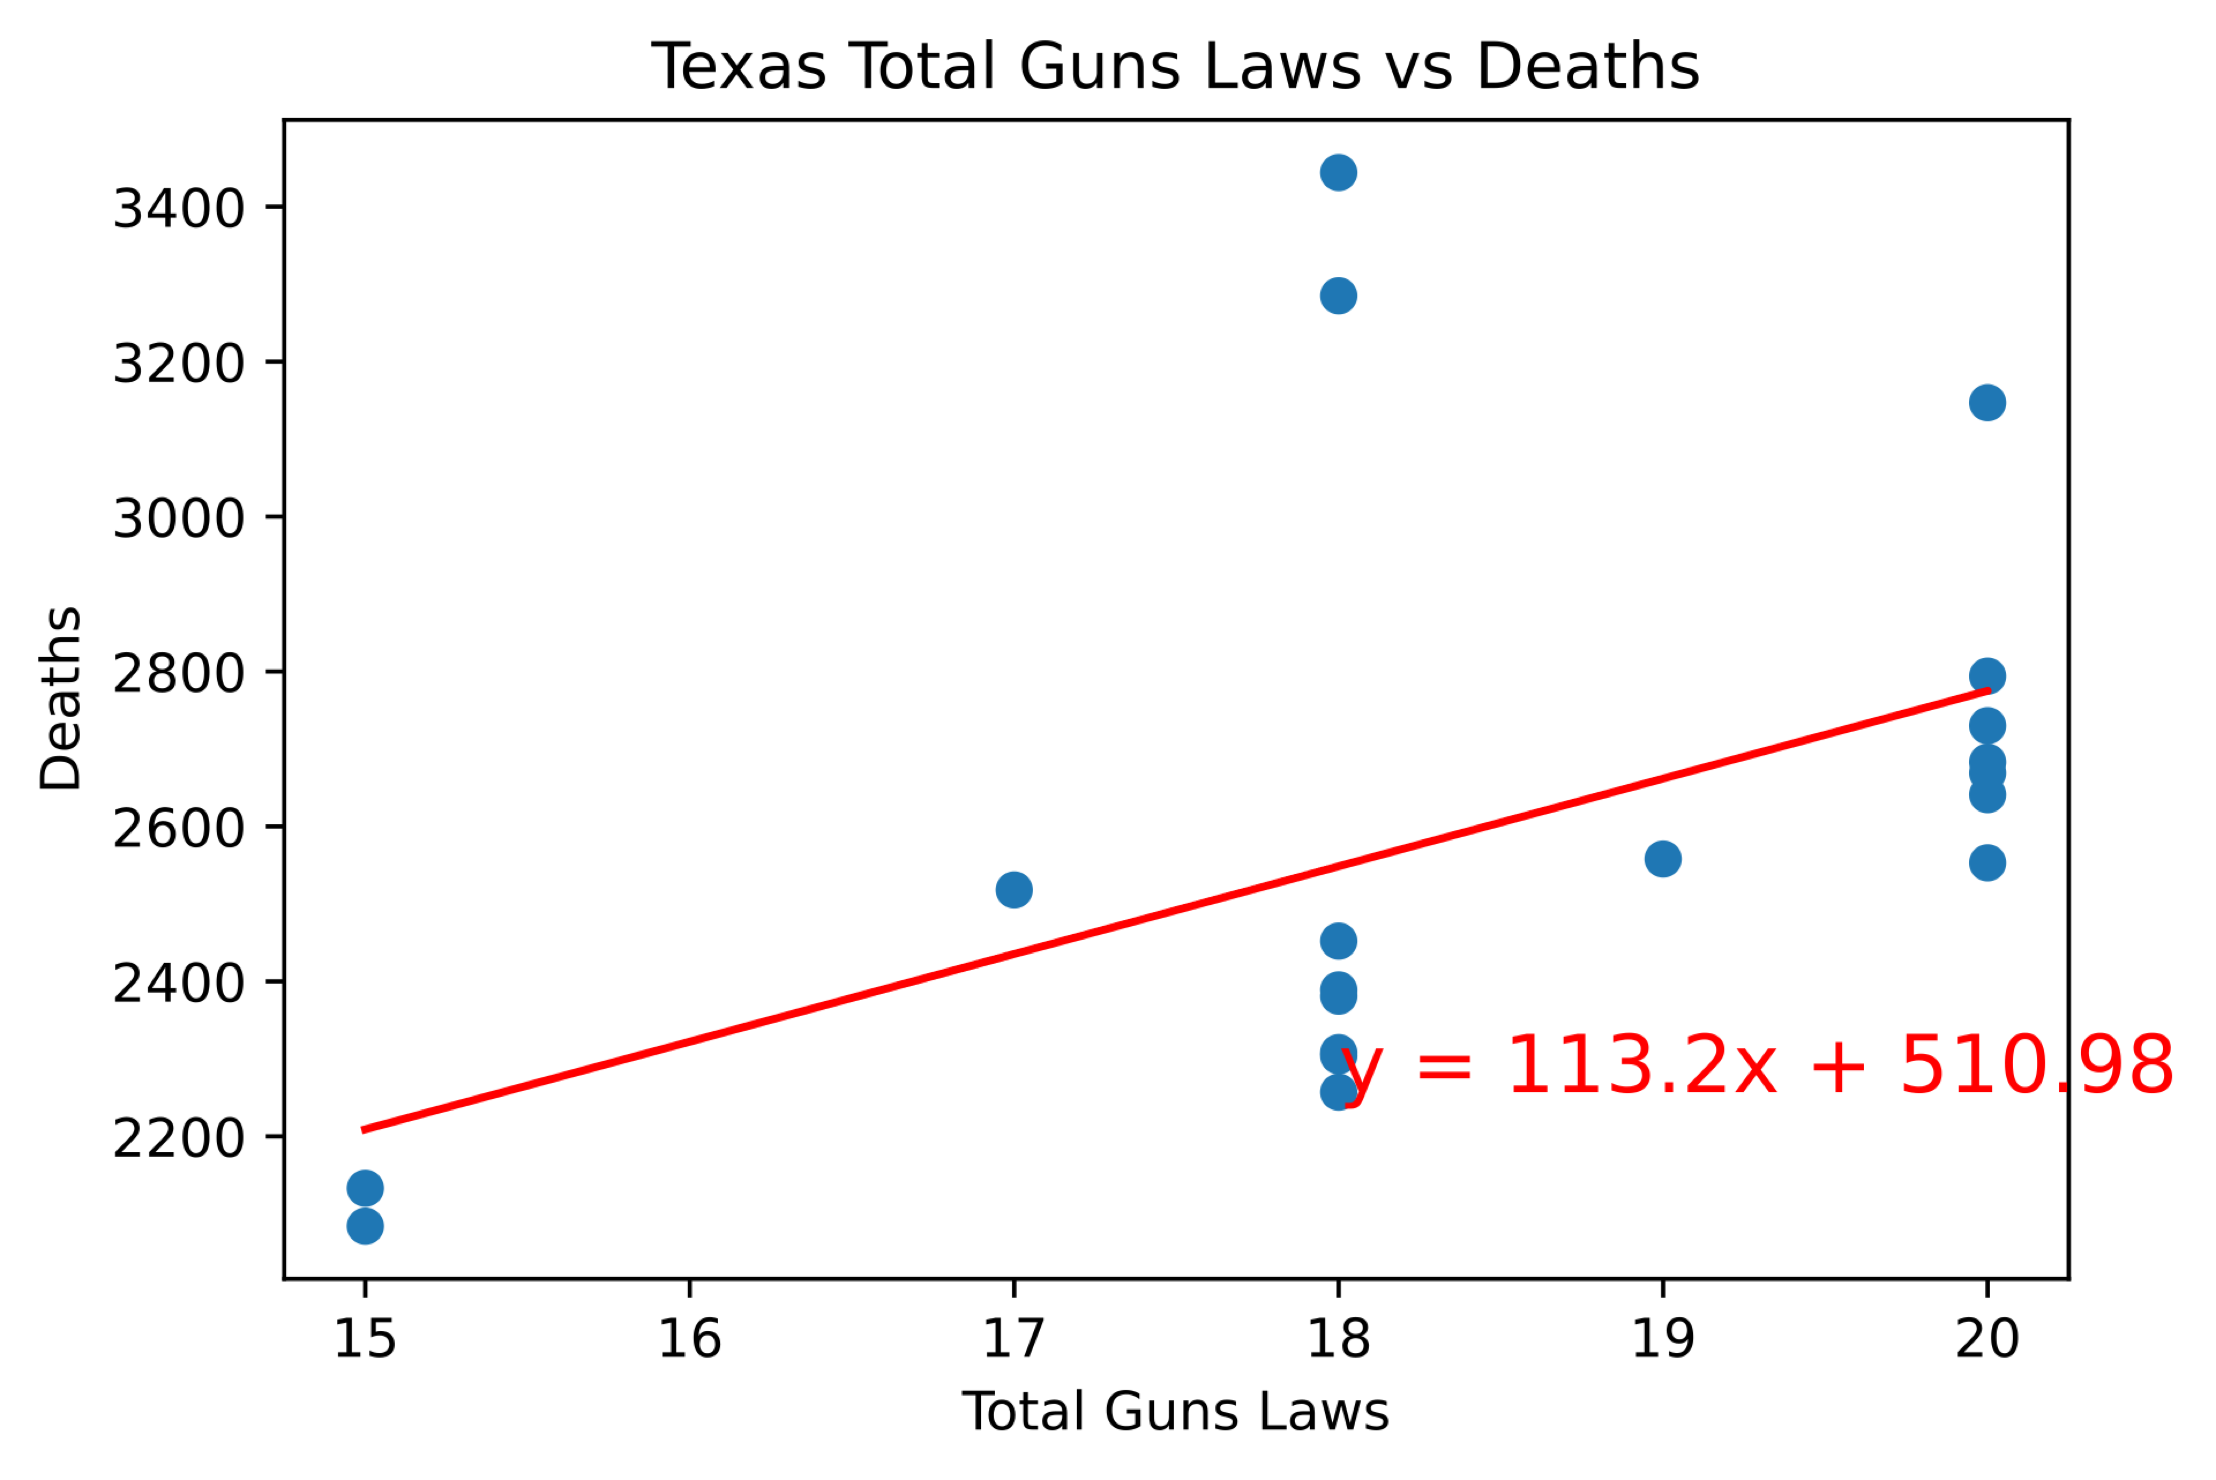 Texas Total Guns Laws vs Deaths
3400
3200
3000
2800
2600
2400
2200
Deaths
y = 113.2x + 510.98
15 16 17 18 19 20
Total Guns Laws